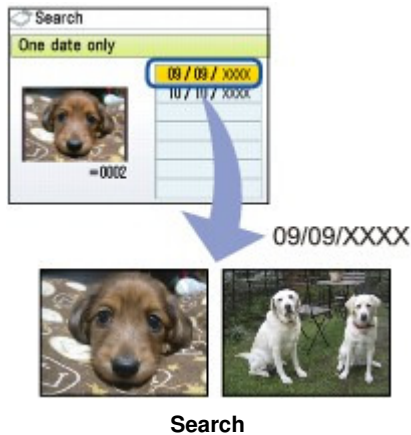 Search
One date only
09/09/XXXX
10/10/XXXX
=0002
09/09/XXXX
Search